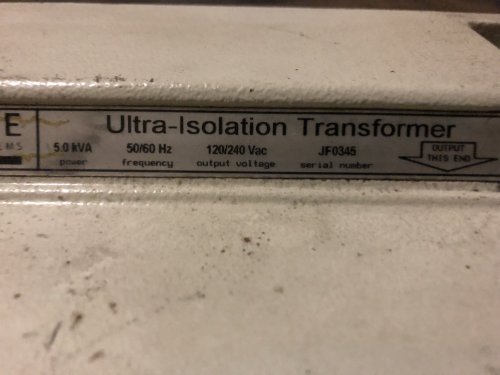 E
EMS
Ultra-Isolation Transformer
5.0 kVA 50/60 Hz 120/240 Vac JF0345
power frequency output voltage serial number
OUTPUT
THIS END